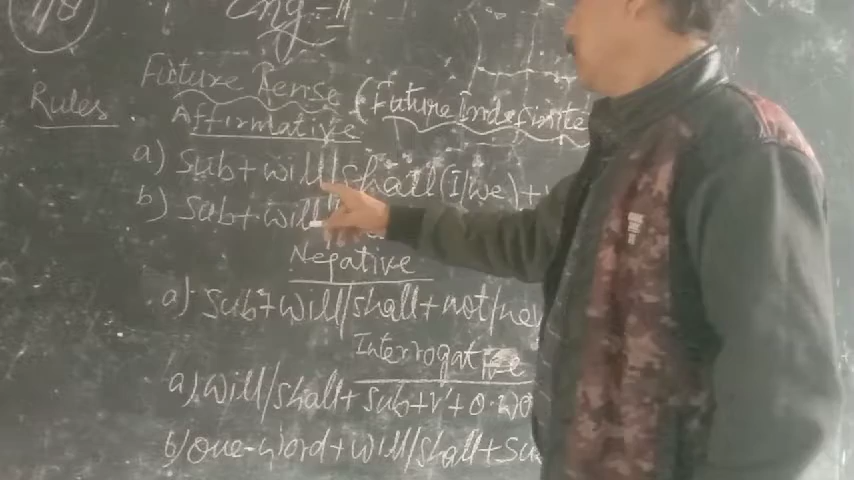 Eng-II
Rules
Future Tense (Future Indefinite
Affirmative
a) Sub+will/shall(I/we)+v
b) Sub+will
Negative
a) Sub+will/shall+not/ne
Interrogative
a) will/shall+Sub+v'+o.wo
b) Que-word+will/shall+Su